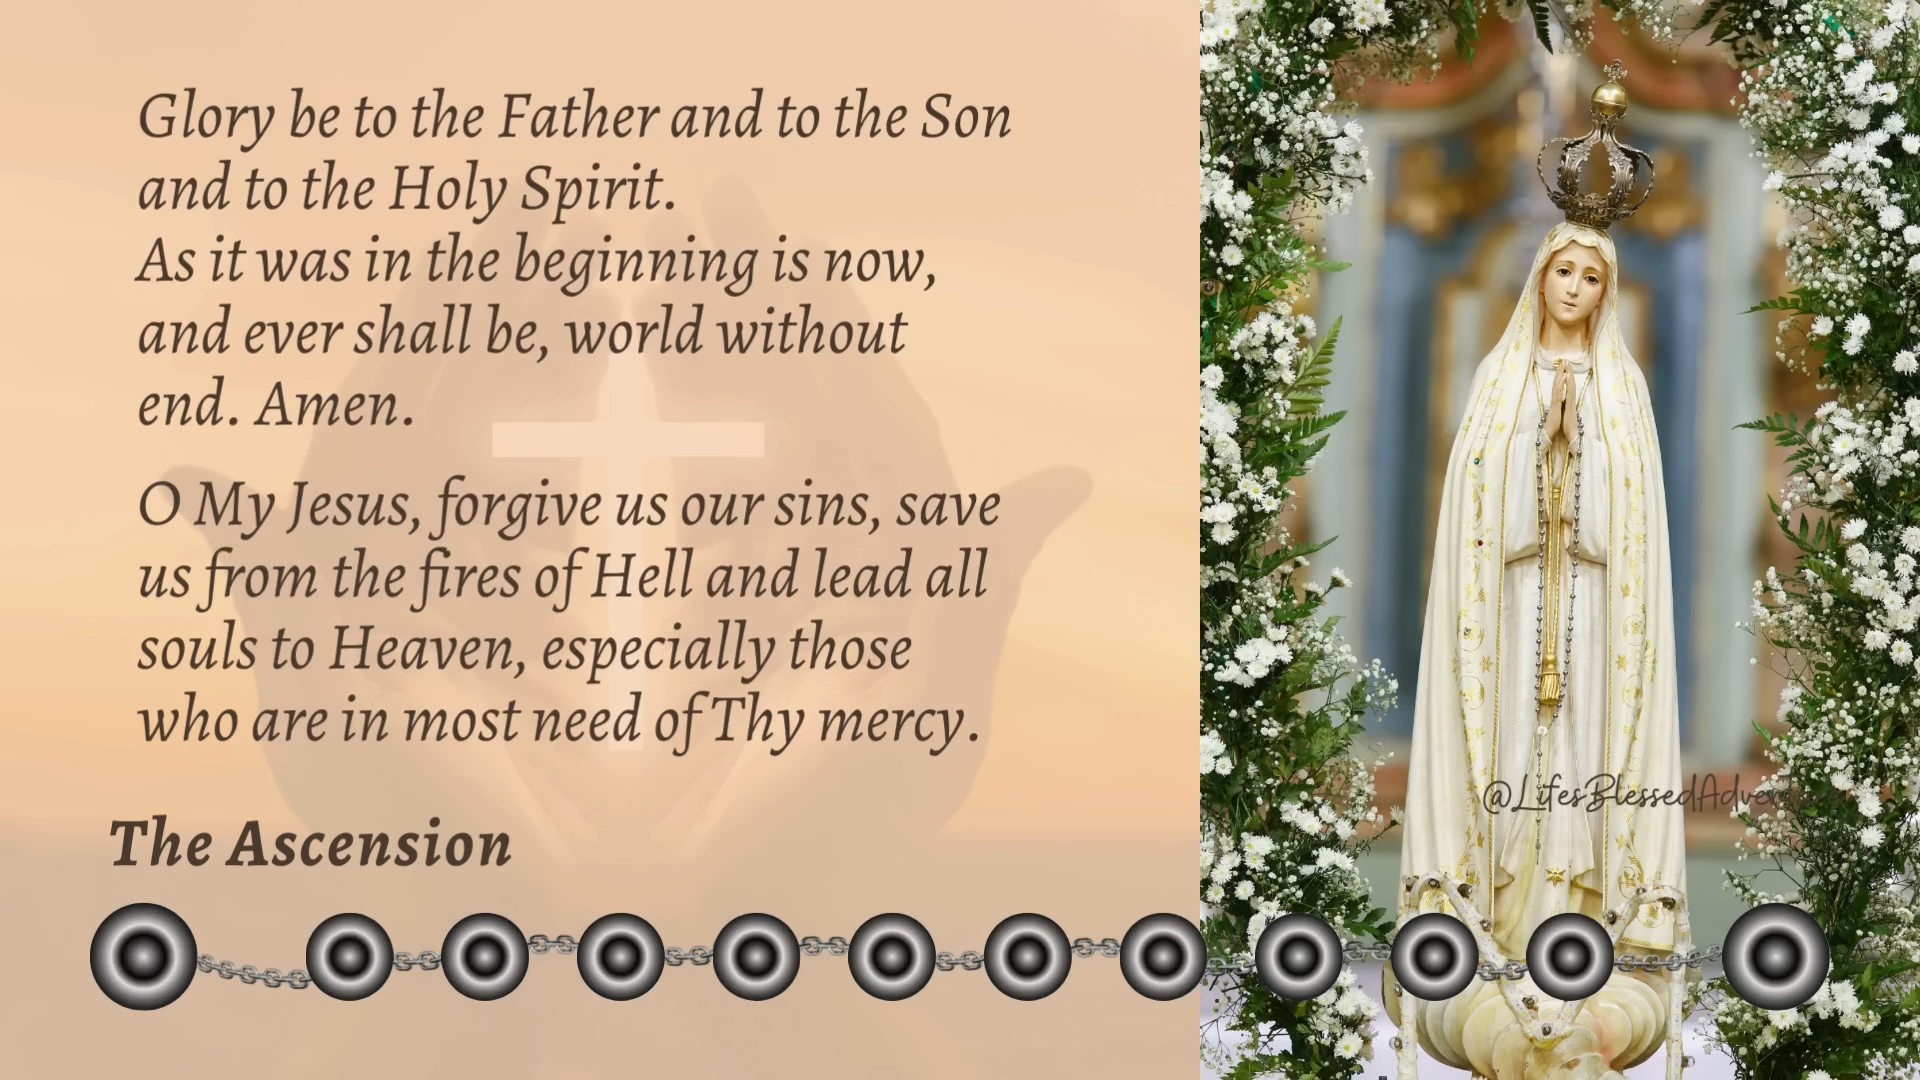 Glory be to the Father and to the Son
and to the Holy Spirit.
As it was in the beginning is now,
and ever shall be, world without
end. Amen.
O My Jesus, forgive us our sins, save
us from the fires of Hell and lead all
souls to Heaven, especially those
who are in most need of Thy mercy.
The Ascension